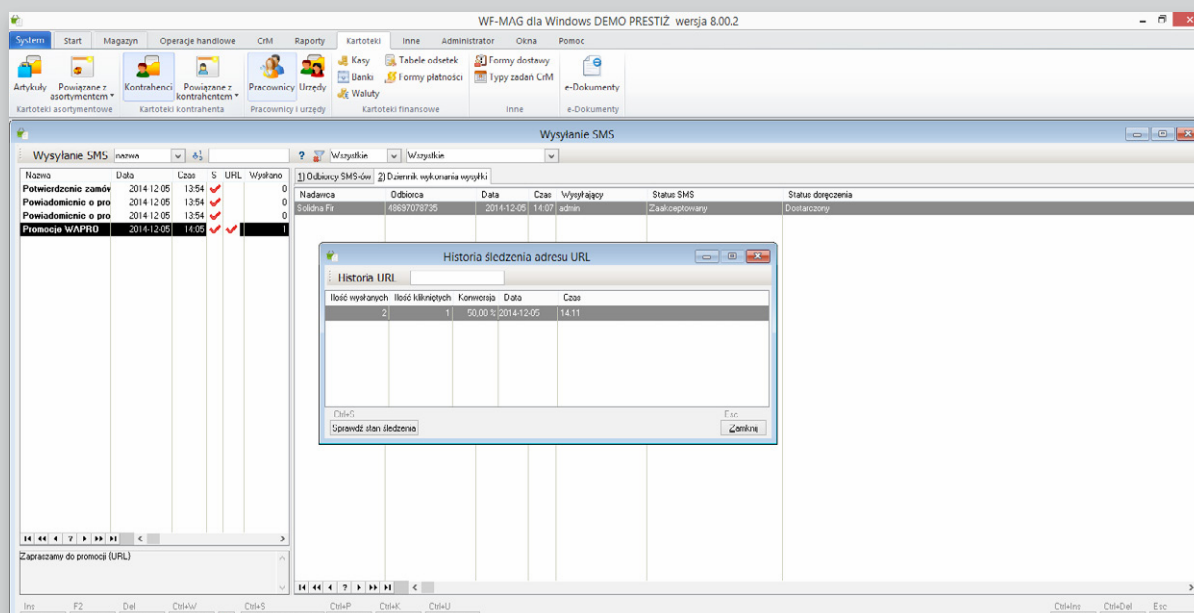 WF-MAG dla Windows DEMO PRESTIŻ wersja 8.00.2
System Start Magazyn Operacje handlowe CrM Raporty Kartoteki Inne Administrator Okna Pomoc
Artykuły Powiązane z asortymentem Kontrahenci Powiązane z kontrahentem Pracownicy Urzędy Kasy Banki Waluty Tabele odsetek Formy płatności Formy dostawy Typy zadań CrM e-Dokumenty
Kartoteki asortymentowe Kartoteki kontrahenta Pracownicy i urzędy Kartoteki finansowe Inne e-Dokumenty
Wysyłanie SMS
Wysyłanie SMS nazwa ? Wszystkie Wszystkie
Nazwa Data Czas S URL Wysłano
Potwierdzenie zamów 2014-12-05 13:54 0
Powiadomienie o pro 2014-12-05 13:54 0
Powiadomienie o pro 2014-12-05 13:54 0
Promocje WAPRO 2014-12-05 14:05 1
1) Odbiorcy SMS-ów 2) Dziennik wykonania wysyłki
Nadawca Odbiorca Data Czas Wysyłający Status SMS Status doręczenia
Solidna Fir 48697078735 2014-12-05 14:07 admin Zaakceptowany Dostarczony
Historia śledzenia adresu URL
Historia URL
Ilość wysłanych Ilość klikniętych Konwersja Data Czas
2 1 50,00 % 2014-12-05 14:11
Ctrl+S Esc
Sprawdź stan śledzenia Zamknij
Zapraszamy do promocji {URL}
Ins F2 Del Ctrl+W Ctrl+S Ctrl+P Ctrl+K Ctrl+U Ctrl+Ins Ctrl+Del Esc